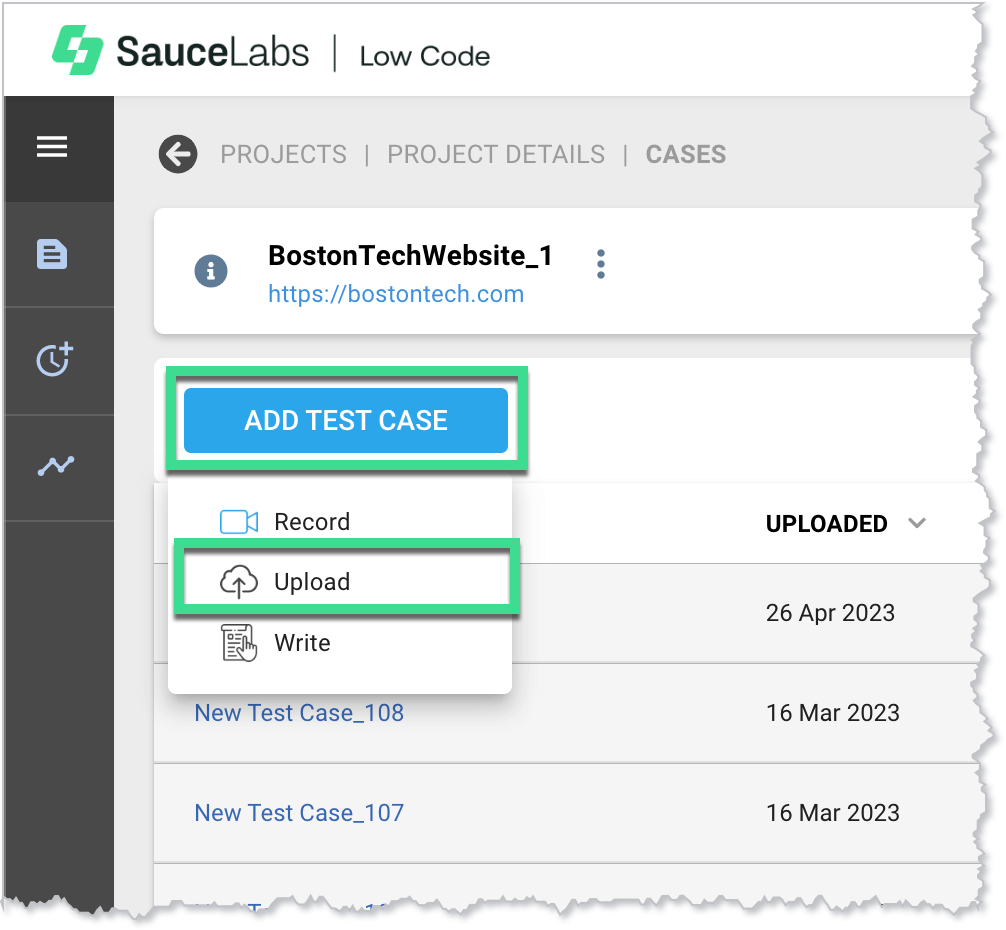 SauceLabs | Low Code
PROJECTS | PROJECT DETAILS | CASES
BostonTechWebsite_1
https://bostontech.com
ADD TEST CASE
Record
UPLOADED
Upload
26 Apr 2023
Write
New Test Case_108 16 Mar 2023
New Test Case_107 16 Mar 2023